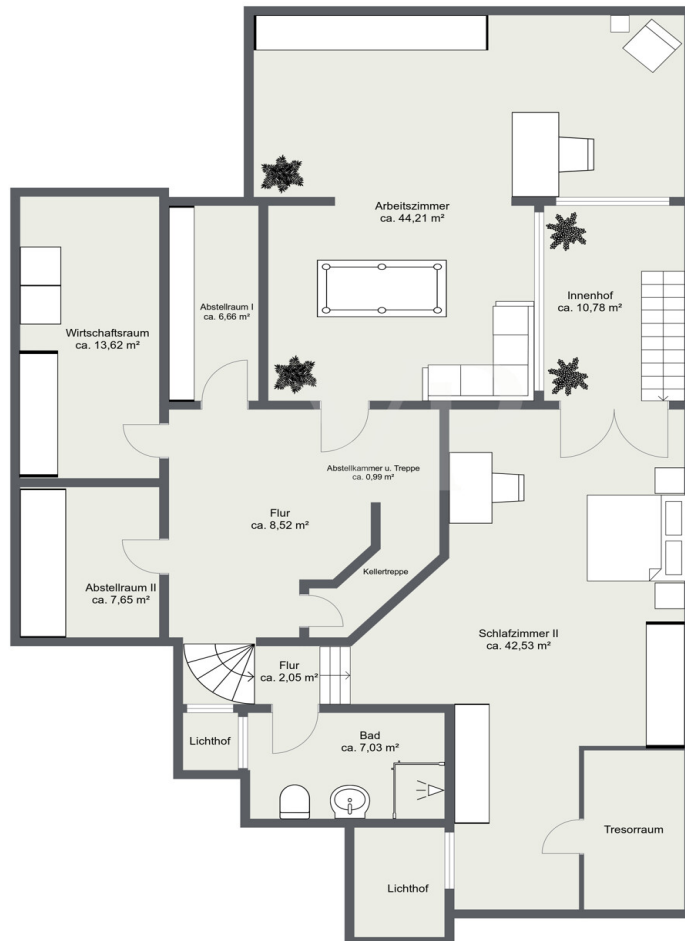 Arbeitszimmer
ca. 44,21 m²
Innenhof
ca. 10,78 m²
Abstellraum I
ca. 6,66 m²
Wirtschaftsraum
ca. 13,62 m²
Abstellkammer u. Treppe
ca. 0,99 m²
Flur
ca. 8,52 m²
Kellertreppe
Abstellraum II
ca. 7,65 m²
Schlafzimmer II
ca. 42,53 m²
Flur
ca. 2,05 m²
Lichthof
Bad
ca. 7,03 m²
Tresorraum
Lichthof